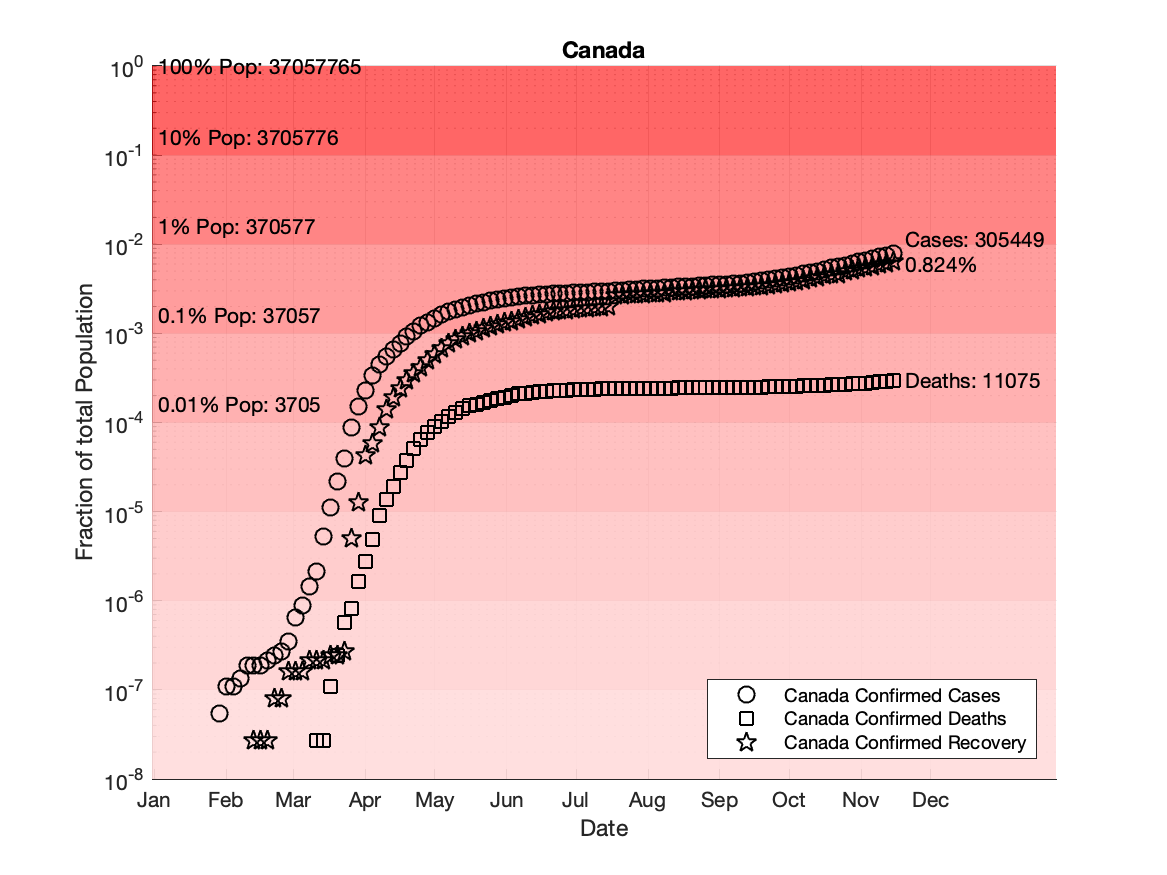 Canada
10^0
100% Pop: 37057765
10% Pop: 3705776
10^-1
1% Pop: 370577
10^-2
Cases: 305449
0.824%
0.1% Pop: 37057
10^-3
Deaths: 11075
0.01% Pop: 3705
10^-4
10^-5
10^-6
10^-7
10^-8
Fraction of total Population
Canada Confirmed Cases
Canada Confirmed Deaths
Canada Confirmed Recovery
Jan Feb Mar Apr May Jun Jul Aug Sep Oct Nov Dec
Date